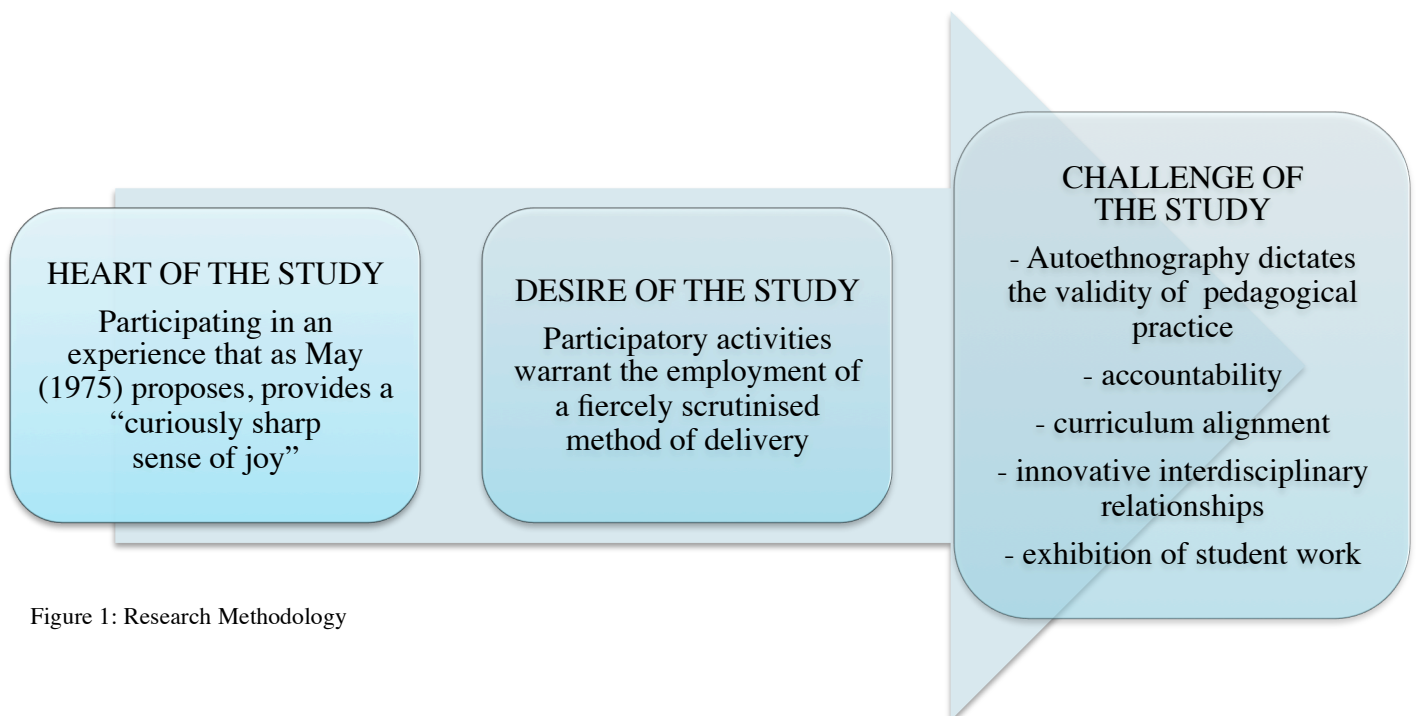 HEART OF THE STUDY
Participating in an
experience that as May
(1975) proposes, provides a
“curiously sharp
sense of joy”
DESIRE OF THE STUDY
Participatory activities
warrant the employment of
a fiercely scrutinised
method of delivery
CHALLENGE OF
THE STUDY
- Autoethnography dictates
the validity of pedagogical
practice
- accountability
- curriculum alignment
- innovative interdisciplinary
relationships
- exhibition of student work
Figure 1: Research Methodology